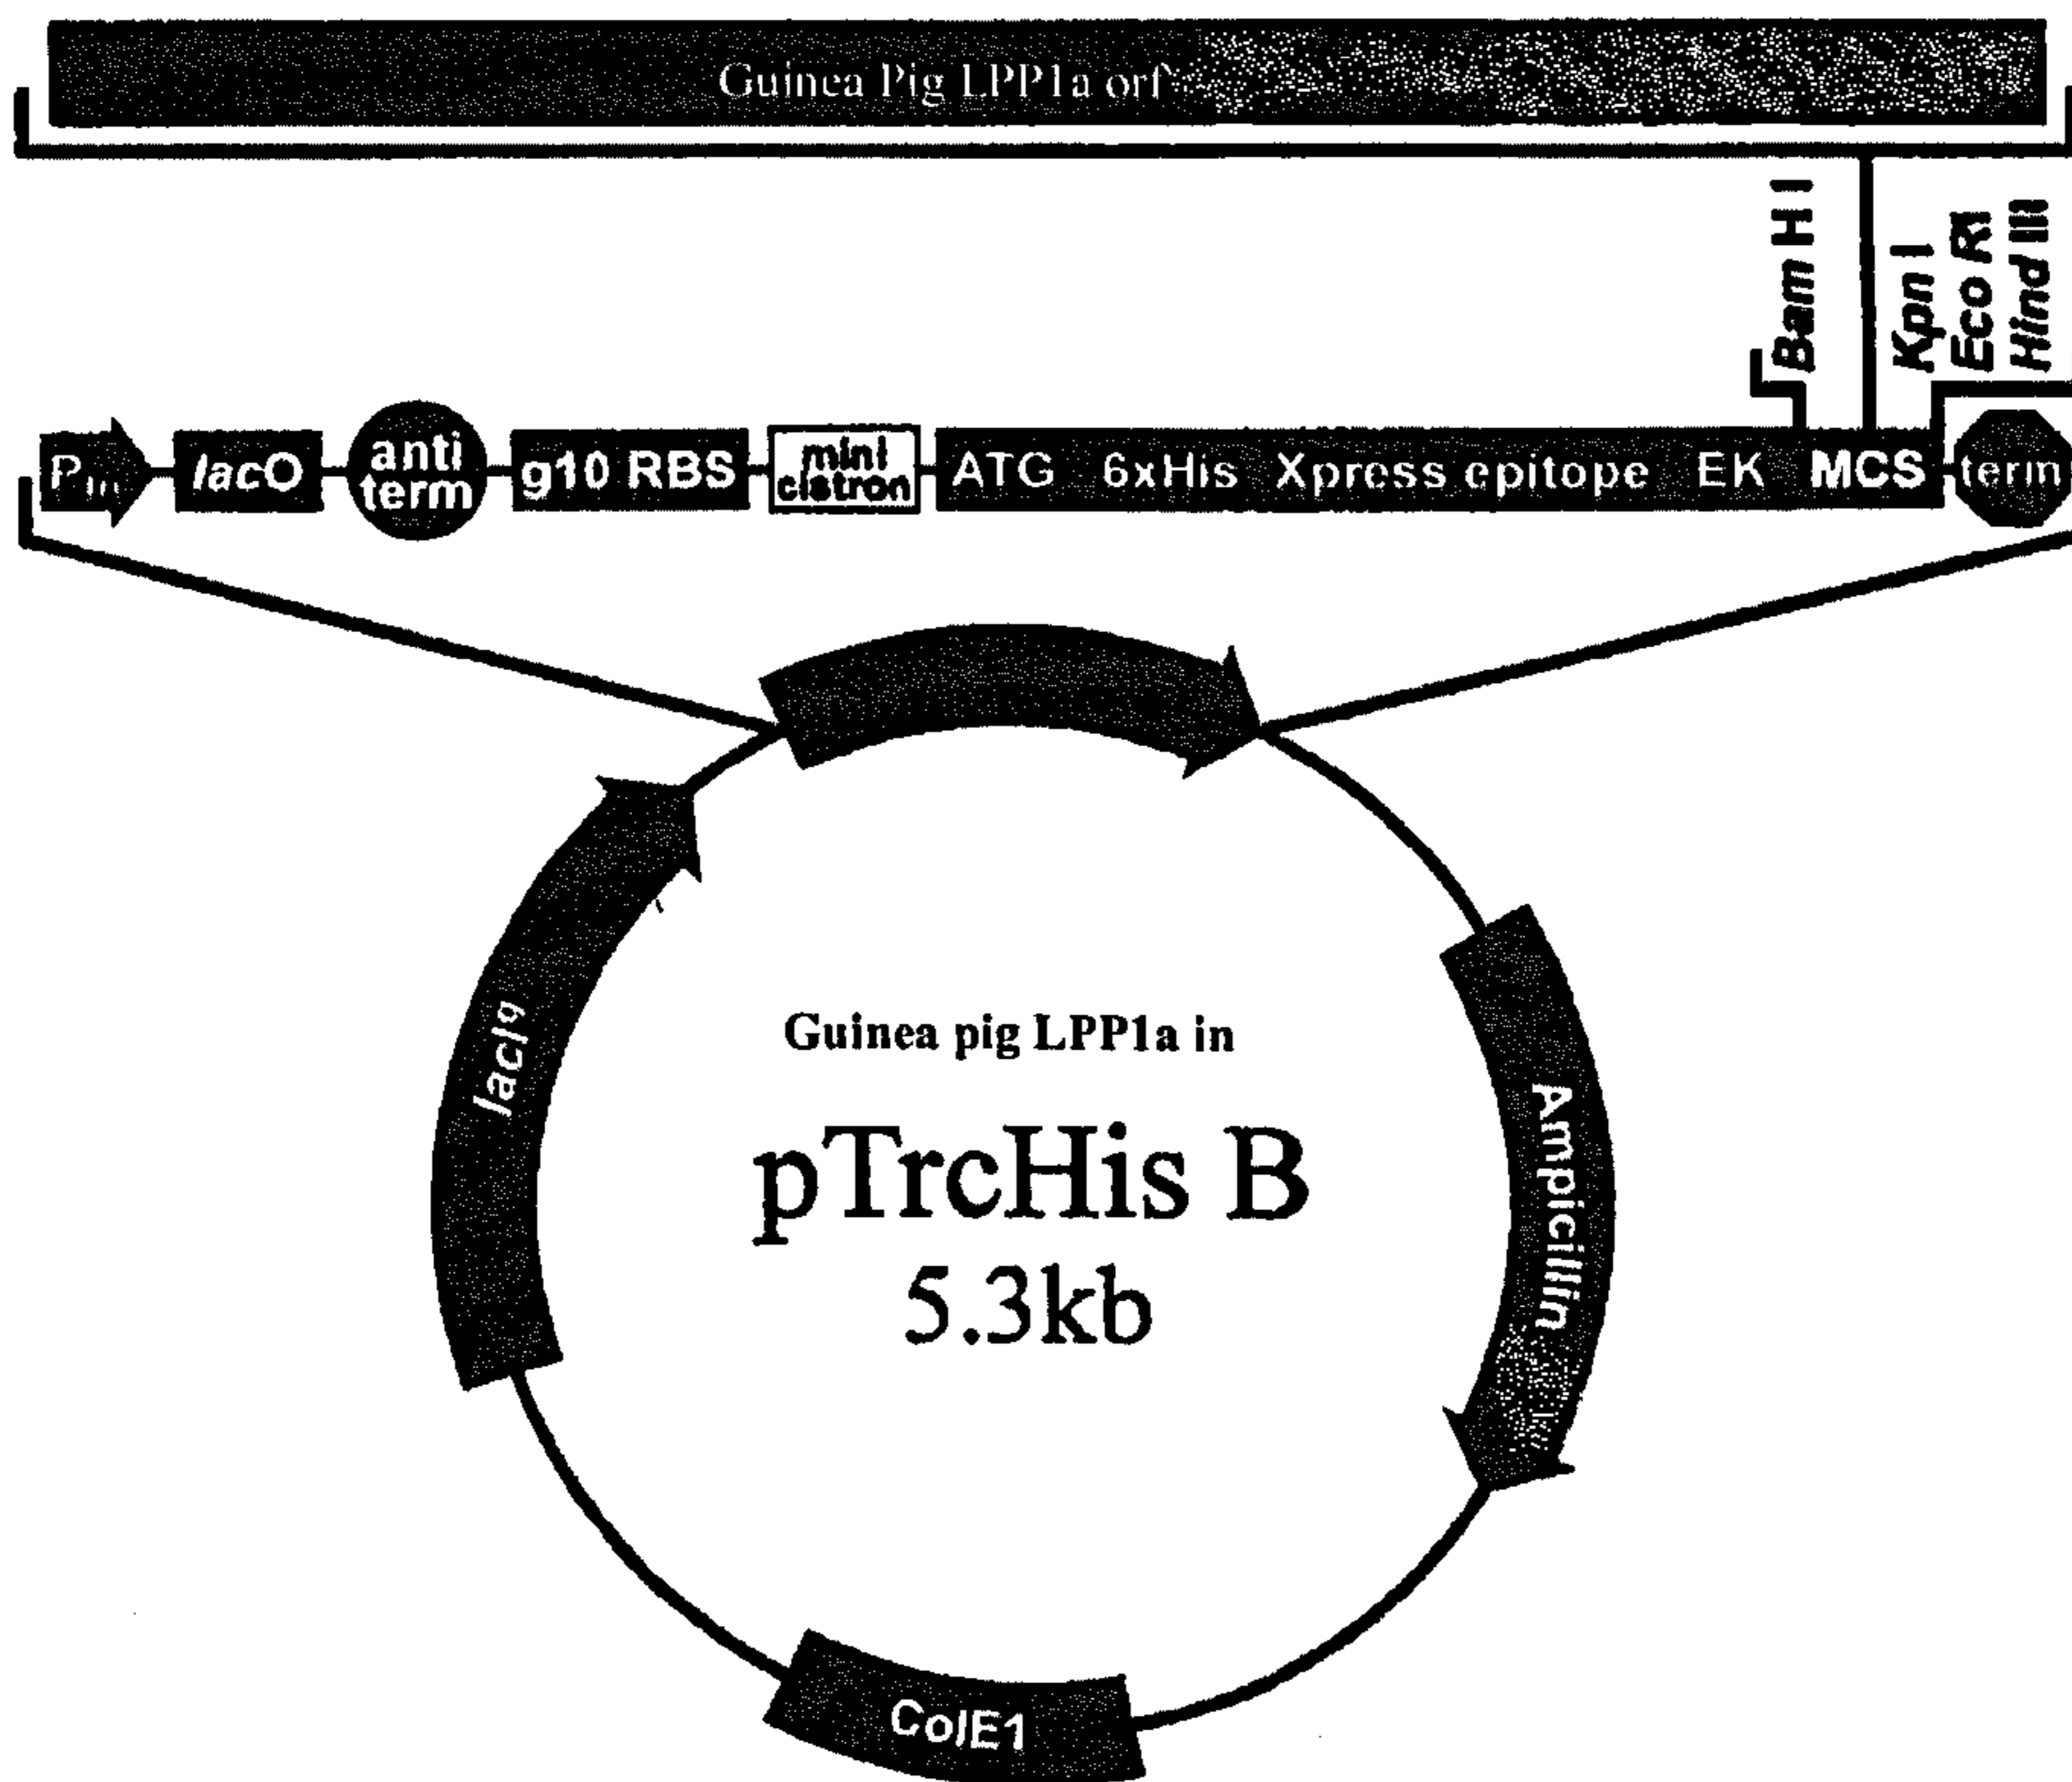 Guinea Pig LPP1a orf
Bam H I
Kpn I
Eco RI
Hind III
lacO
anti
term
g10 RBS
mini
cistron
ATG 6xHis Xpress epitope EK MCS
term
lacIq
Ampicillin
Guinea pig LPP1a in
pTrcHis B
5.3kb
ColE1